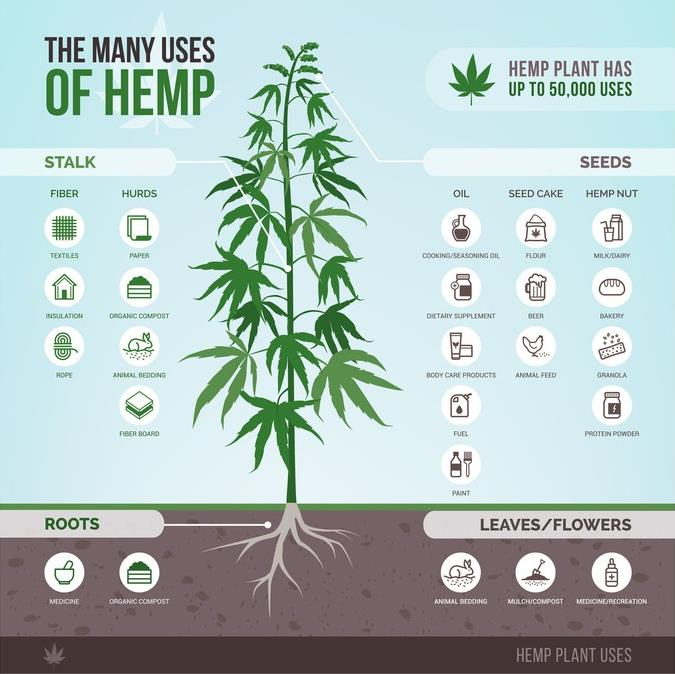 THE MANY USES
OF HEMP
HEMP PLANT HAS
UP TO 50,000 USES
STALK
FIBER
HURDS
TEXTILES
PAPER
INSULATION
ORGANIC COMPOST
ROPE
ANIMAL BEDDING
FIBER BOARD
SEEDS
OIL
SEED CAKE
HEMP NUT
COOKING/SEASONING OIL
FLOUR
MILK/DAIRY
DIETARY SUPPLEMENT
BEER
BAKERY
BODY CARE PRODUCTS
ANIMAL FEED
GRANOLA
FUEL
PROTEIN POWDER
PAINT
ROOTS
MEDICINE
ORGANIC COMPOST
LEAVES/FLOWERS
ANIMAL BEDDING
MULCH/COMPOST
MEDICINE/RECREATION
HEMP PLANT USES